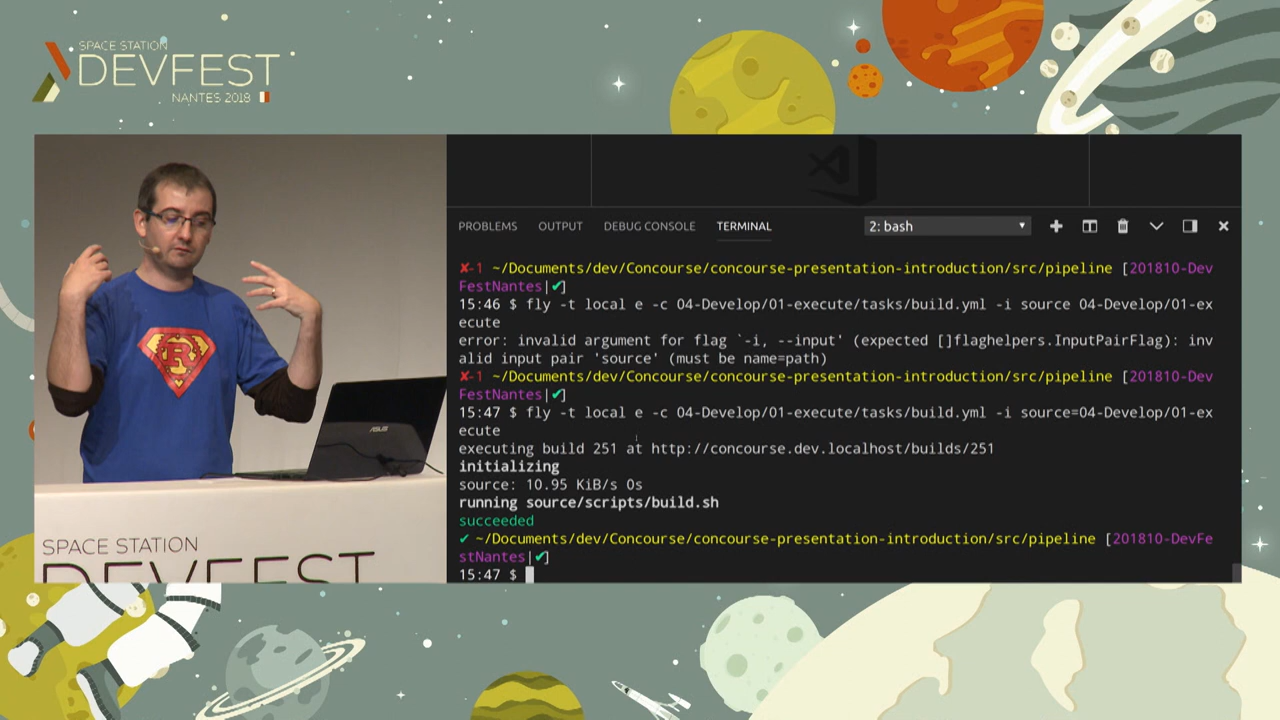 SPACE STATION
DEVFEST
NANTES 2018
PROBLEMS OUTPUT DEBUG CONSOLE TERMINAL 2: bash
✘-1 ~/Documents/dev/Concourse/concourse-presentation-introduction/src/pipeline [201810-Dev
FestNantes|✔]
15:46 $ fly -t local e -c 04-Develop/01-execute/tasks/build.yml -i source 04-Develop/01-ex
ecute
error: invalid argument for flag `-i, --input' (expected []flaghelpers.InputPairFlag): inv
alid input pair 'source' (must be name=path)
✘-1 ~/Documents/dev/Concourse/concourse-presentation-introduction/src/pipeline [201810-Dev
FestNantes|✔]
15:47 $ fly -t local e -c 04-Develop/01-execute/tasks/build.yml -i source=04-Develop/01-ex
ecute
executing build 251 at http://concourse.dev.localhost/builds/251
initializing
source: 10.95 KiB/s 0s
running source/scripts/build.sh
succeeded
✔ ~/Documents/dev/Concourse/concourse-presentation-introduction/src/pipeline [201810-DevFe
stNantes|✔]
15:47 $
R
ASUS
SPACE STATION
DEVFEST